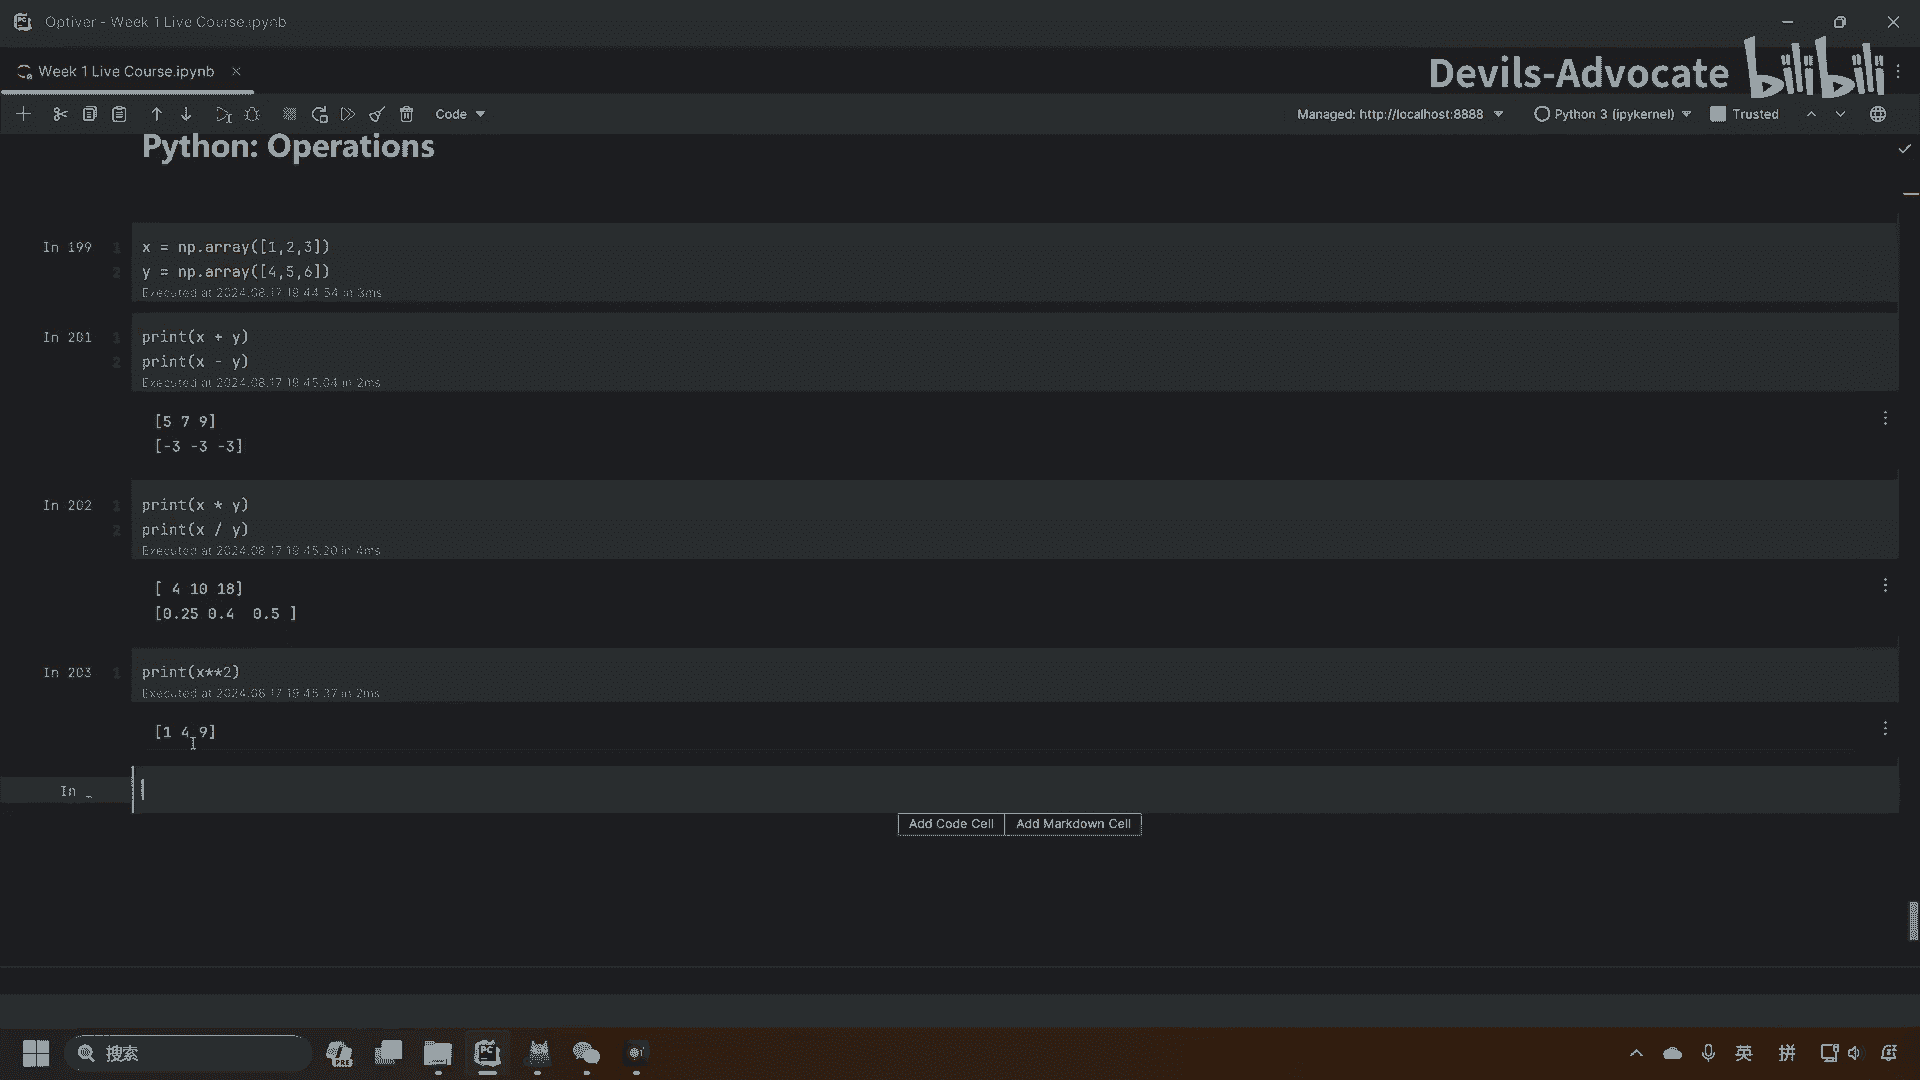 Optiver - Week 1 Live Course.ipynb
Week 1 Live Course.ipynb
Devils-Advocate bilibili
Code
Managed: http://localhost:8888
Python 3 (ipykernel)
Trusted
Python: Operations
In 199
1 x = np.array([1,2,3])
2 y = np.array([4,5,6])
Executed at 2024.08.17 19:44:54 in 3ms
In 201
1 print(x + y)
2 print(x - y)
Executed at 2024.08.17 19:45:04 in 2ms
[5 7 9]
[-3 -3 -3]
In 202
1 print(x * y)
2 print(x / y)
Executed at 2024.08.17 19:45:20 in 4ms
[ 4 10 18]
[0.25 0.4  0.5 ]
In 203
1 print(x**2)
Executed at 2024.08.17 19:45:37 in 2ms
[1 4 9]
In _
Add Code Cell
Add Markdown Cell
搜索
PRE
PC
英
拼